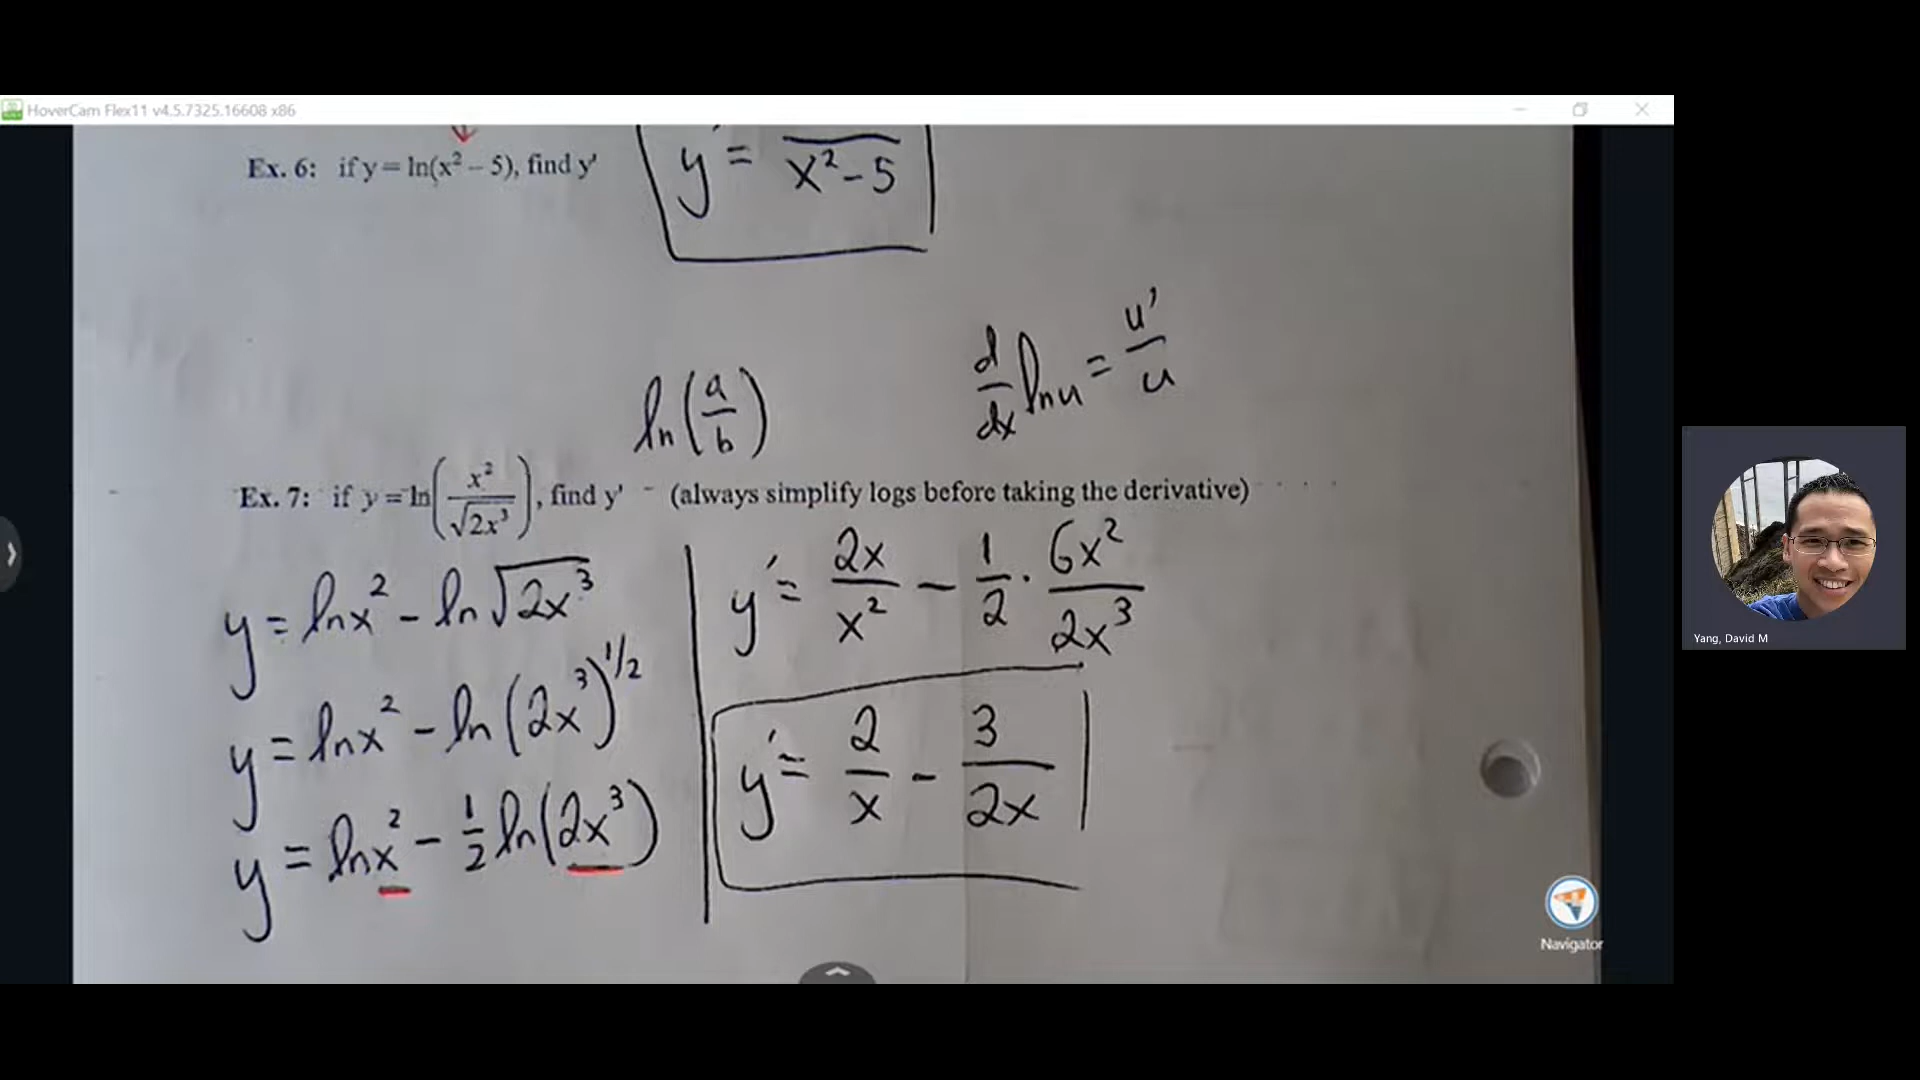 HoverCam Flex11 v4.5.7325.16608 x86
Ex. 6: if y = ln(x² – 5), find y'
y' = / x² - 5
ln(a/b)
d/dx ln u = u'/u
Ex. 7: if y = ln(x²/√2x³), find y' - (always simplify logs before taking the derivative)
y = ln x² - ln √2x³
y = ln x² - ln (2x³)^1/2
y = ln x² - 1/2 ln(2x³)
y' = 2x/x² - 1/2 · 6x²/2x³
y' = 2/x - 3/2x
Navigator
Yang, David M